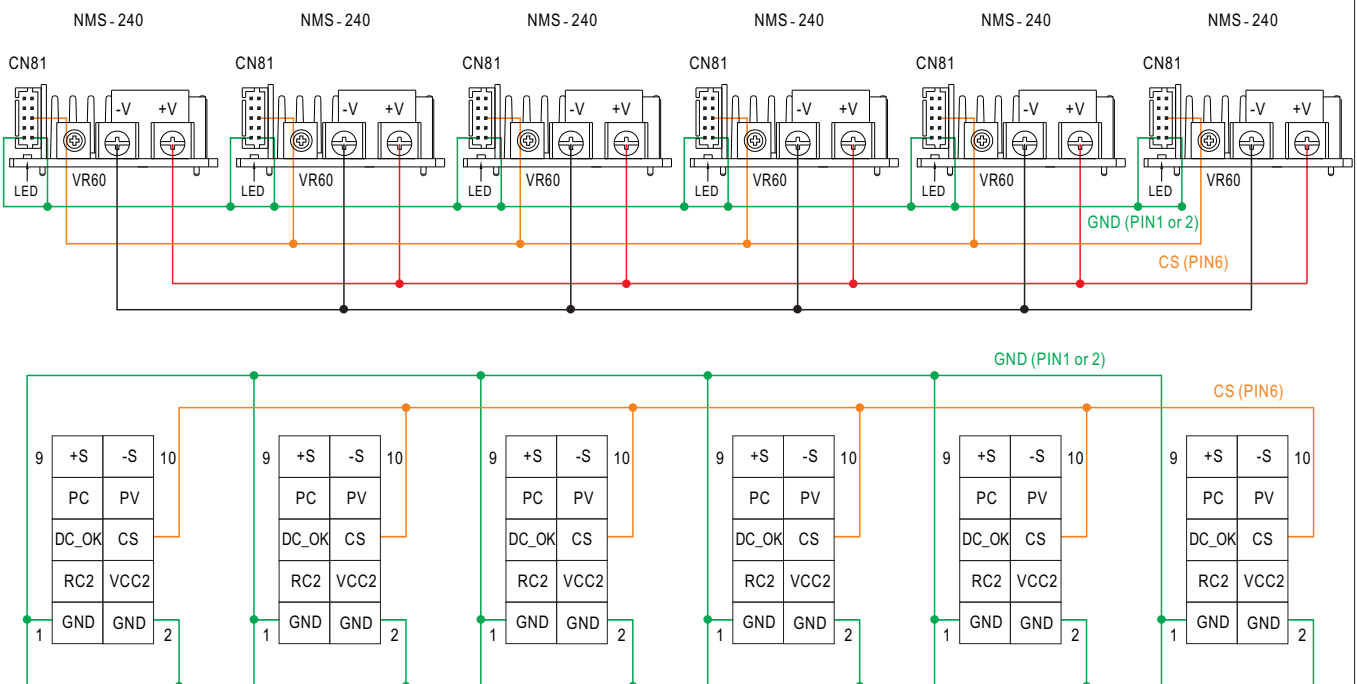 NMS-240 NMS-240 NMS-240 NMS-240 NMS-240 NMS-240
CN81 CN81 CN81 CN81 CN81 CN81
-V +V -V +V -V +V -V +V -V +V -V +V
LED VR60 LED VR60 LED VR60 LED VR60 LED VR60 LED VR60
GND (PIN1 or 2)
CS (PIN6)
GND (PIN1 or 2)
CS (PIN6)
9 +S -S 10 9 +S -S 10 9 +S -S 10 9 +S -S 10 9 +S -S 10 9 +S -S 10
PC PV PC PV PC PV PC PV PC PV PC PV
DC_OK CS DC_OK CS DC_OK CS DC_OK CS DC_OK CS DC_OK CS
RC2 VCC2 RC2 VCC2 RC2 VCC2 RC2 VCC2 RC2 VCC2 RC2 VCC2
1 GND GND 2 1 GND GND 2 1 GND GND 2 1 GND GND 2 1 GND GND 2 1 GND GND 2